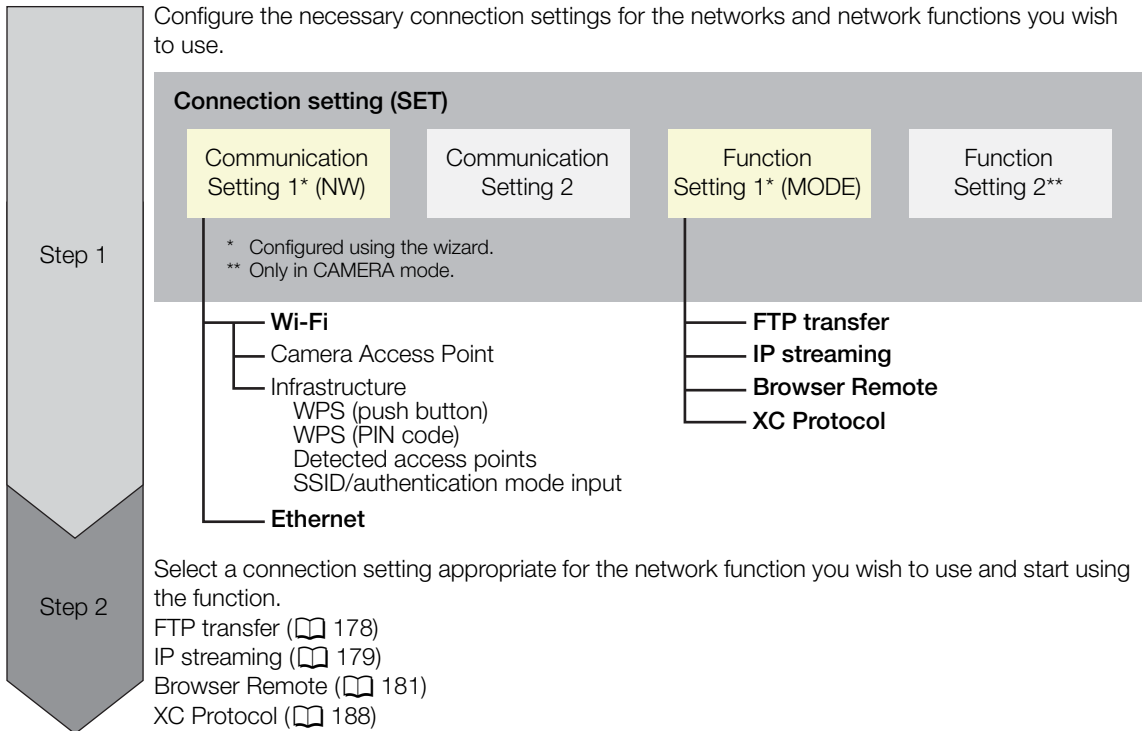 Configure the necessary connection settings for the networks and network functions you wish
to use.
Connection setting (SET)
Communication
Setting 1* (NW)
Communication
Setting 2
Function
Setting 1* (MODE)
Function
Setting 2**
* Configured using the wizard.
** Only in CAMERA mode.
Step 1
Wi-Fi
Camera Access Point
Infrastructure
WPS (push button)
WPS (PIN code)
Detected access points
SSID/authentication mode input
Ethernet
FTP transfer
IP streaming
Browser Remote
XC Protocol
Step 2
Select a connection setting appropriate for the network function you wish to use and start using
the function.
FTP transfer (178)
IP streaming (179)
Browser Remote (181)
XC Protocol (188)